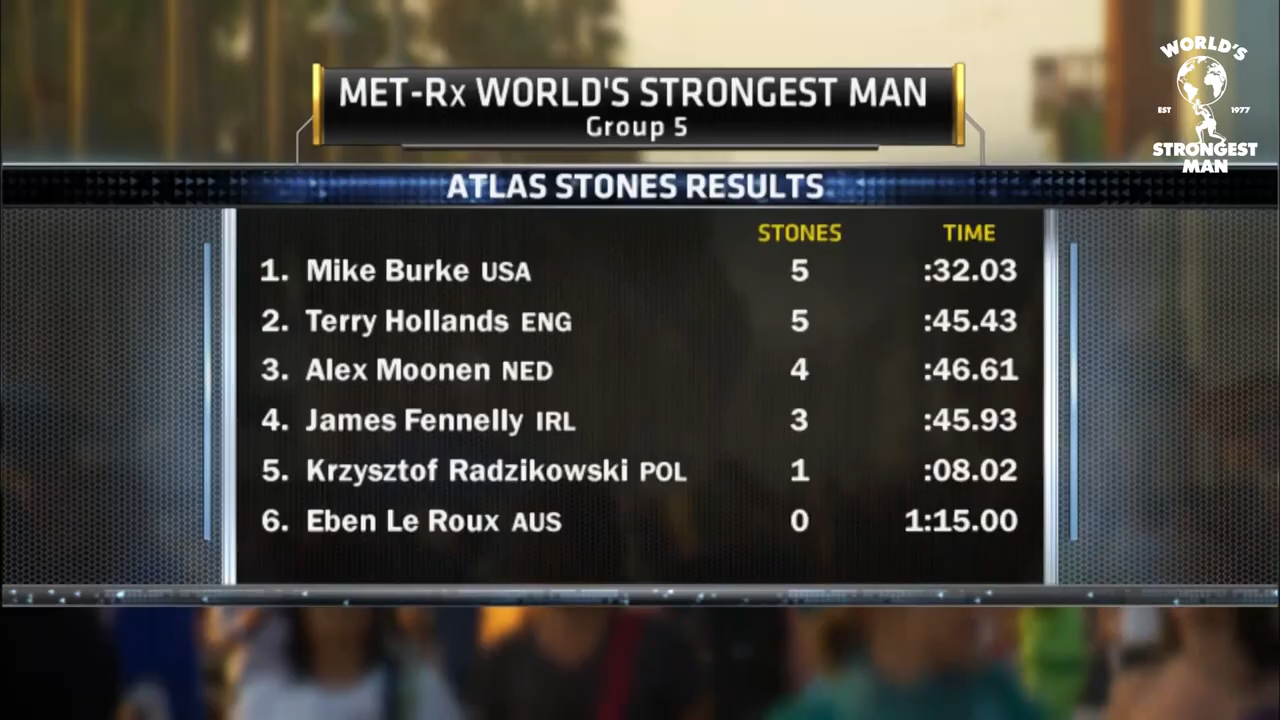 MET-Rx WORLD'S STRONGEST MAN
Group 5
WORLD'S
EST 1977
STRONGEST
MAN
ATLAS STONES RESULTS
STONES TIME
1. Mike Burke USA 5 :32.03
2. Terry Hollands ENG 5 :45.43
3. Alex Moonen NED 4 :46.61
4. James Fennelly IRL 3 :45.93
5. Krzysztof Radzikowski POL 1 :08.02
6. Eben Le Roux AUS 0 1:15.00